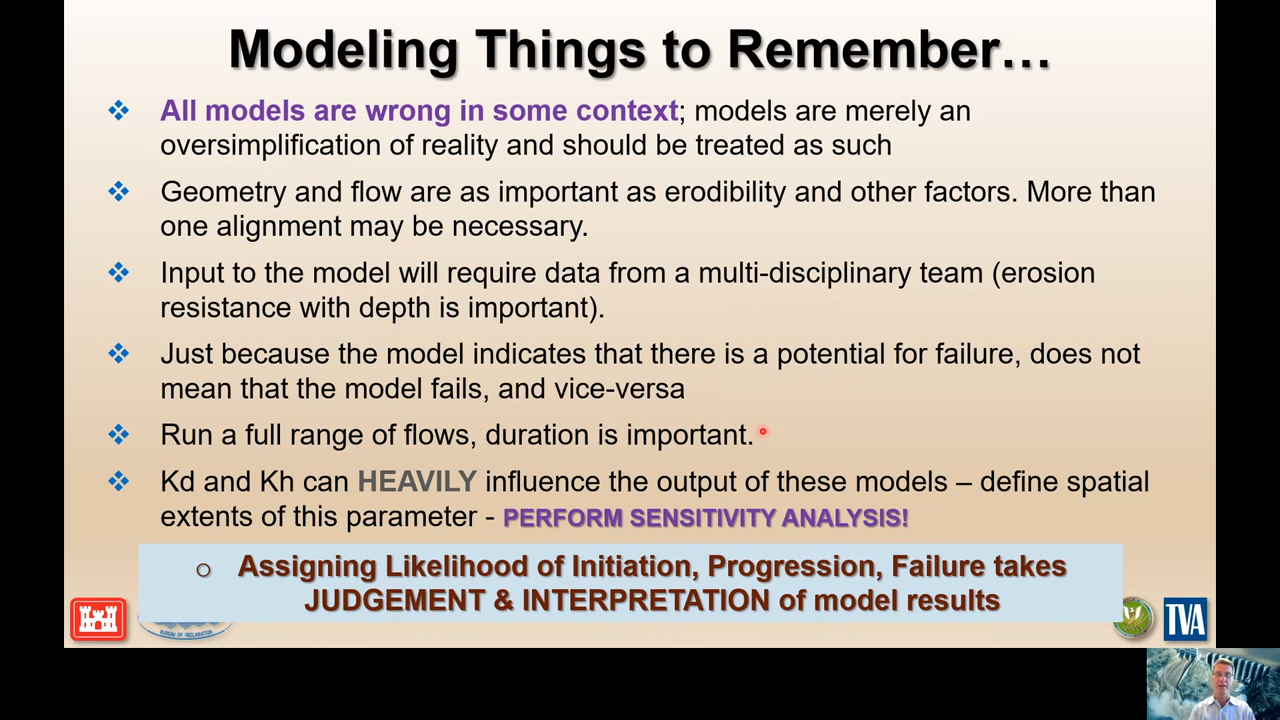 Modeling Things to Remember…
All models are wrong in some context; models are merely an
oversimplification of reality and should be treated as such
Geometry and flow are as important as erodibility and other factors. More than
one alignment may be necessary.
Input to the model will require data from a multi-disciplinary team (erosion
resistance with depth is important).
Just because the model indicates that there is a potential for failure, does not
mean that the model fails, and vice-versa
Run a full range of flows, duration is important.
Kd and Kh can HEAVILY influence the output of these models – define spatial
extents of this parameter - PERFORM SENSITIVITY ANALYSIS!
Assigning Likelihood of Initiation, Progression, Failure takes
JUDGEMENT & INTERPRETATION of model results
TVA